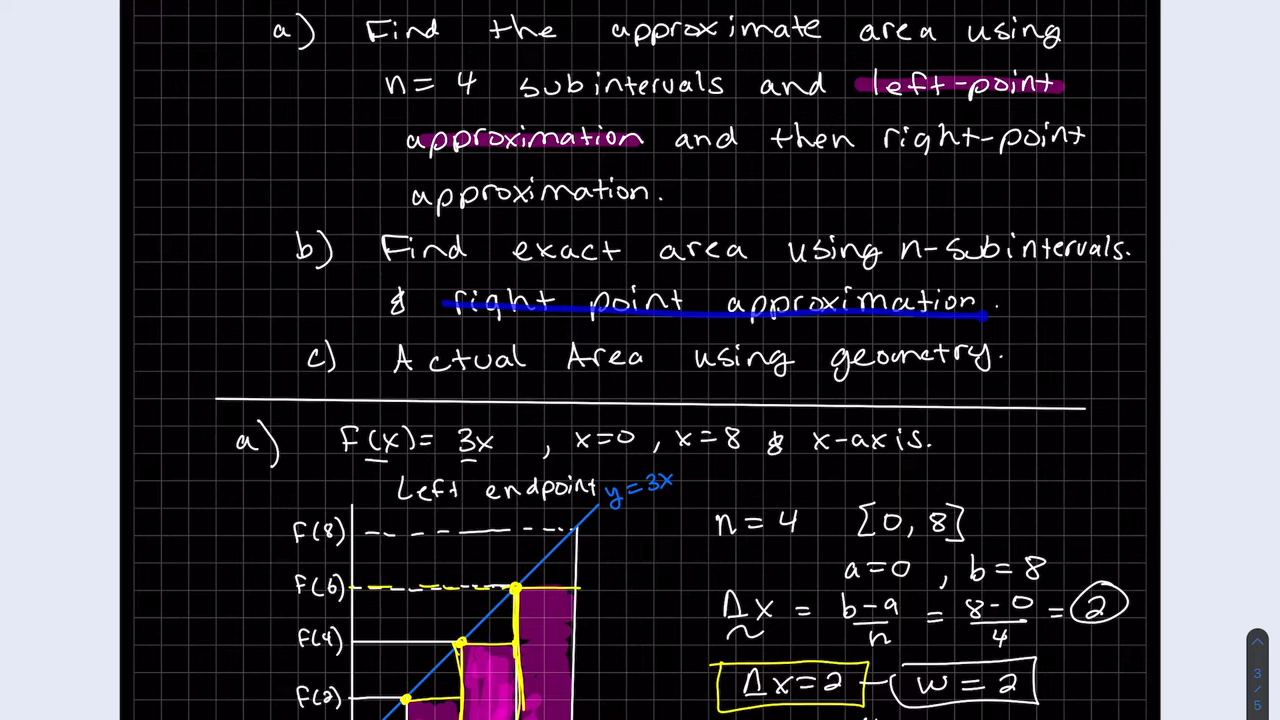 a) Find the approximate area using
n = 4 subintervals and left-point
approximation and then right-point
approximation.
b) Find exact area using n-subintervals.
& right point approximation.
c) Actual Area using geometry.
a) F(x) = 3x , x=0 , x=8 & x-axis.
Left endpoint
y=3x
F(8)
F(6)
F(4)
F(2)
n = 4 [0, 8]
a=0 , b=8
Δx = b-a/n = 8-0/4 = 2
Δx=2 – w = 2
3
/
5